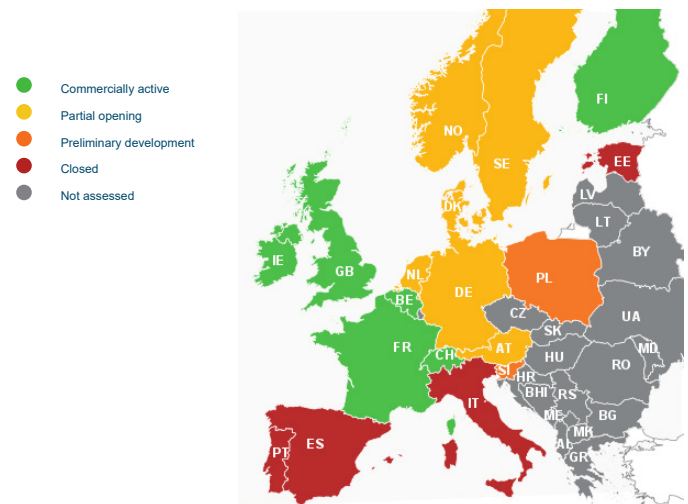 Commercially active
Partial opening
Preliminary development
Closed
Not assessed
FI
NO
SE
EE
LV
DK
LT
IE
GB
BY
NL
PL
DE
BE
CZ
UA
SK
FR
CH
AT
HU
MD
RO
SI
HR
BHI
RS
IT
ME
BG
MK
AL
GR
PT
ES